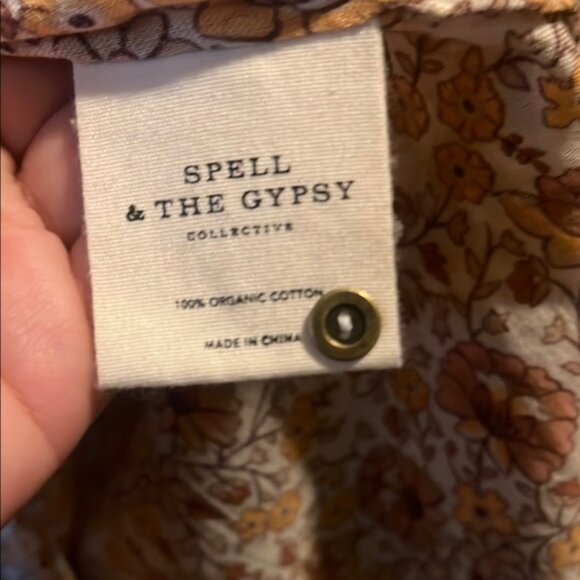 SPELL
& THE GYPSY
COLLECTIVE
100% ORGANIC COTTON
MADE IN CHINA